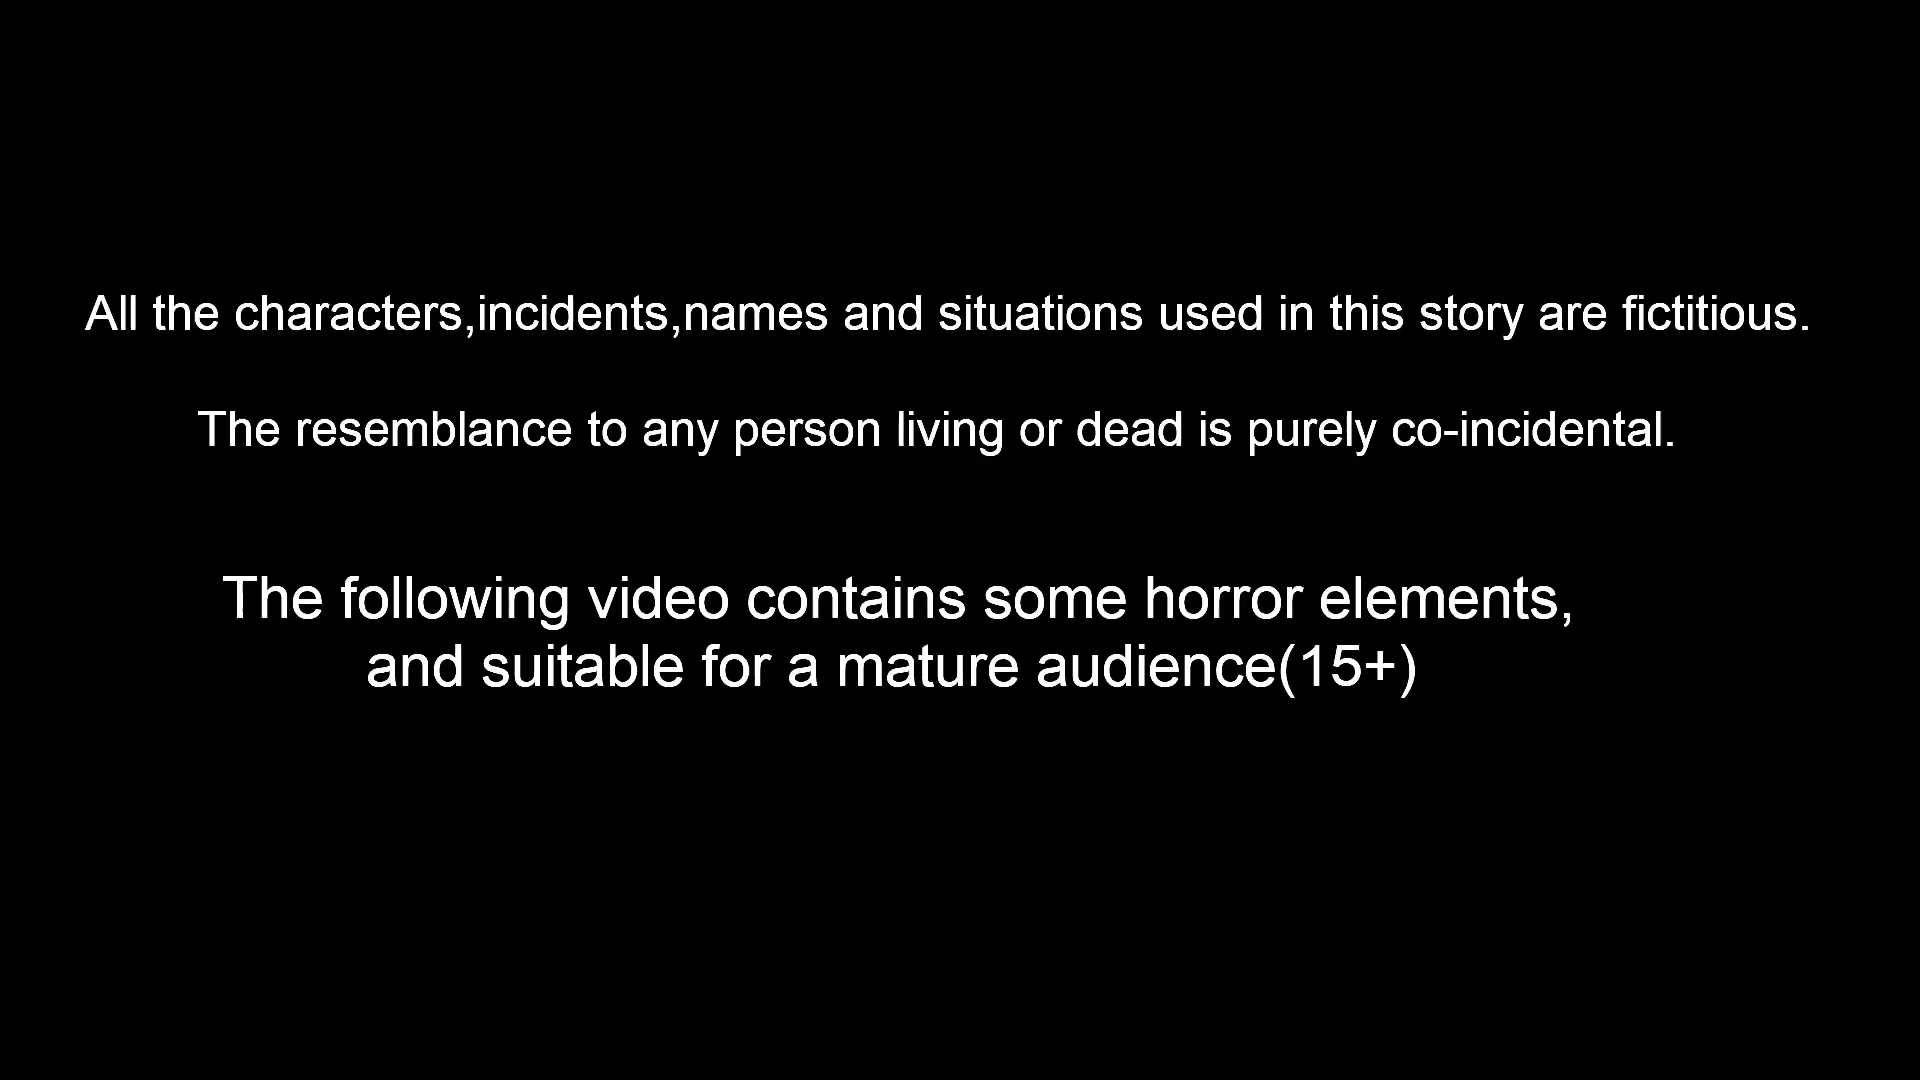 All the characters,incidents,names and situations used in this story are fictitious.
The resemblance to any person living or dead is purely co-incidental.
The following video contains some horror elements,
and suitable for a mature audience(15+)